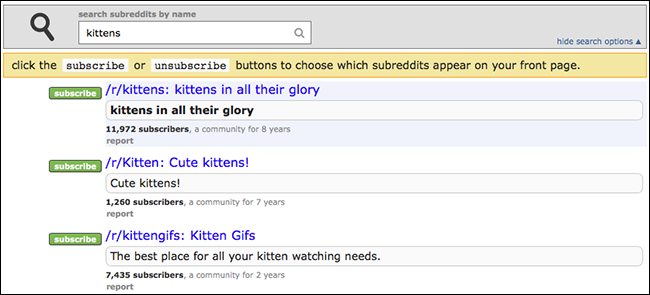 search subreddits by name
kittens
hide search options ▲
click the subscribe or unsubscribe buttons to choose which subreddits appear on your front page.
subscribe /r/kittens: kittens in all their glory
kittens in all their glory
11,972 subscribers, a community for 8 years
report
subscribe /r/Kitten: Cute kittens!
Cute kittens!
1,260 subscribers, a community for 7 years
report
subscribe /r/kittengifs: Kitten Gifs
The best place for all your kitten watching needs.
7,435 subscribers, a community for 2 years
report